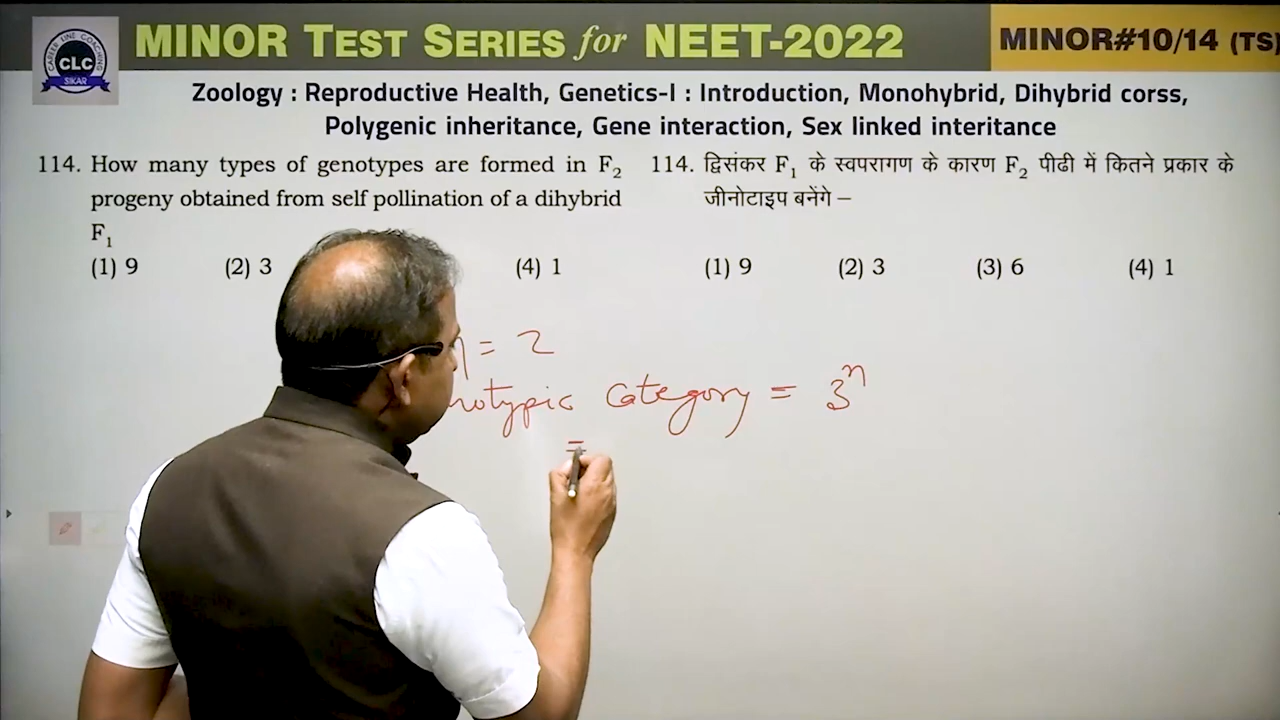 CAREER LINE COACHING
CLC
SIKAR
MINOR TEST SERIES for NEET-2022
MINOR#10/14 (TS)
Zoology : Reproductive Health, Genetics-I : Introduction, Monohybrid, Dihybrid corss,
Polygenic inheritance, Gene interaction, Sex linked interitance
114. How many types of genotypes are formed in F2
progeny obtained from self pollination of a dihybrid
F1
(1) 9 (2) 3 (4) 1
114. द्विसंकर F1 के स्वपरागण के कारण F2 पीढी में कितने प्रकार के
जीनोटाइप बनेंगे –
(1) 9 (2) 3 (3) 6 (4) 1
= 2
Category = 3^n
=